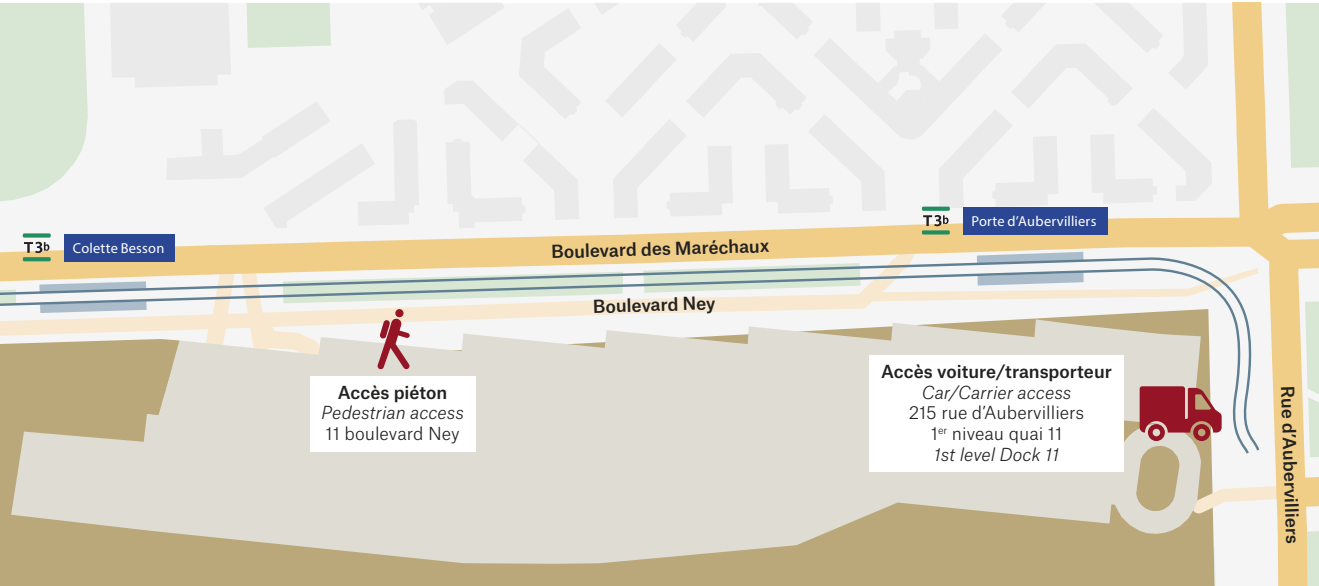 T3b
Porte d'Aubervilliers
T3b
Colette Besson
Boulevard des Maréchaux
Boulevard Ney
Accès piéton
Pedestrian access
11 boulevard Ney
Accès voiture/transporteur
Car/Carrier access
215 rue d'Aubervilliers
1er niveau quai 11
1st level Dock 11
Rue d'Aubervilliers